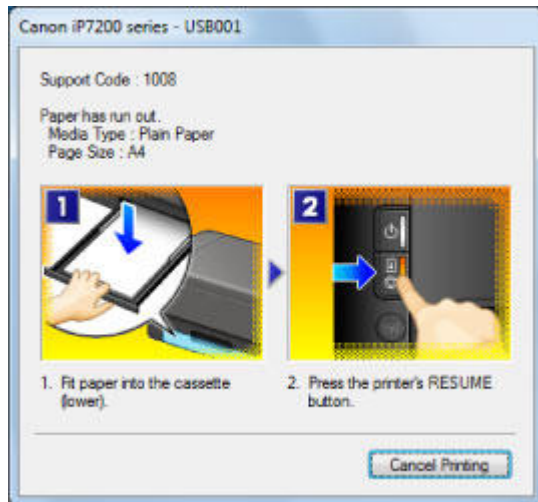 Canon iP7200 series - USB001
Support Code : 1008
Paper has run out.
Media Type : Plain Paper
Page Size : A4
1
2
1. Fit paper into the cassette
(lower).
2. Press the printer's RESUME
button.
Cancel Printing